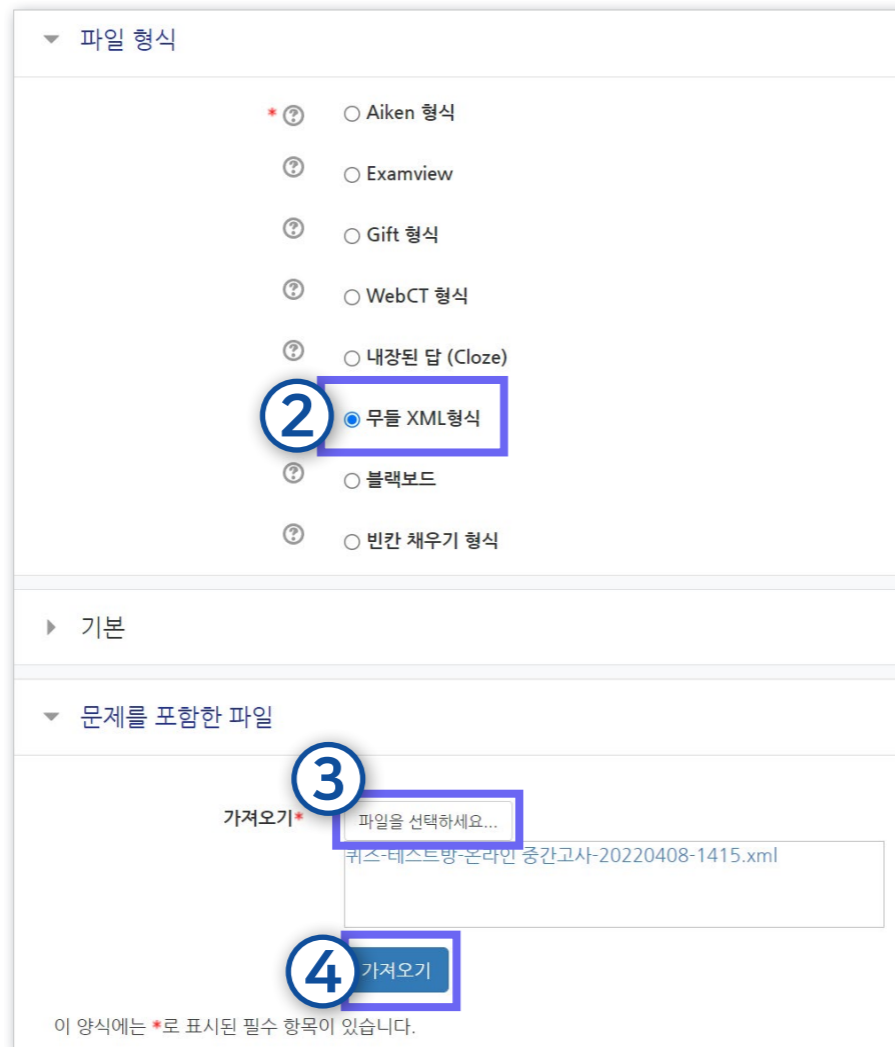 파일 형식
* Aiken 형식
Examview
Gift 형식
WebCT 형식
내장된 답 (Cloze)
2 무들 XML형식
블랙보드
빈칸 채우기 형식
기본
문제를 포함한 파일
3
가져오기* 파일을 선택하세요...
퀴즈-테스트방-온라인 중간고사-20220408-1415.xml
4 가져오기
이 양식에는 *로 표시된 필수 항목이 있습니다.